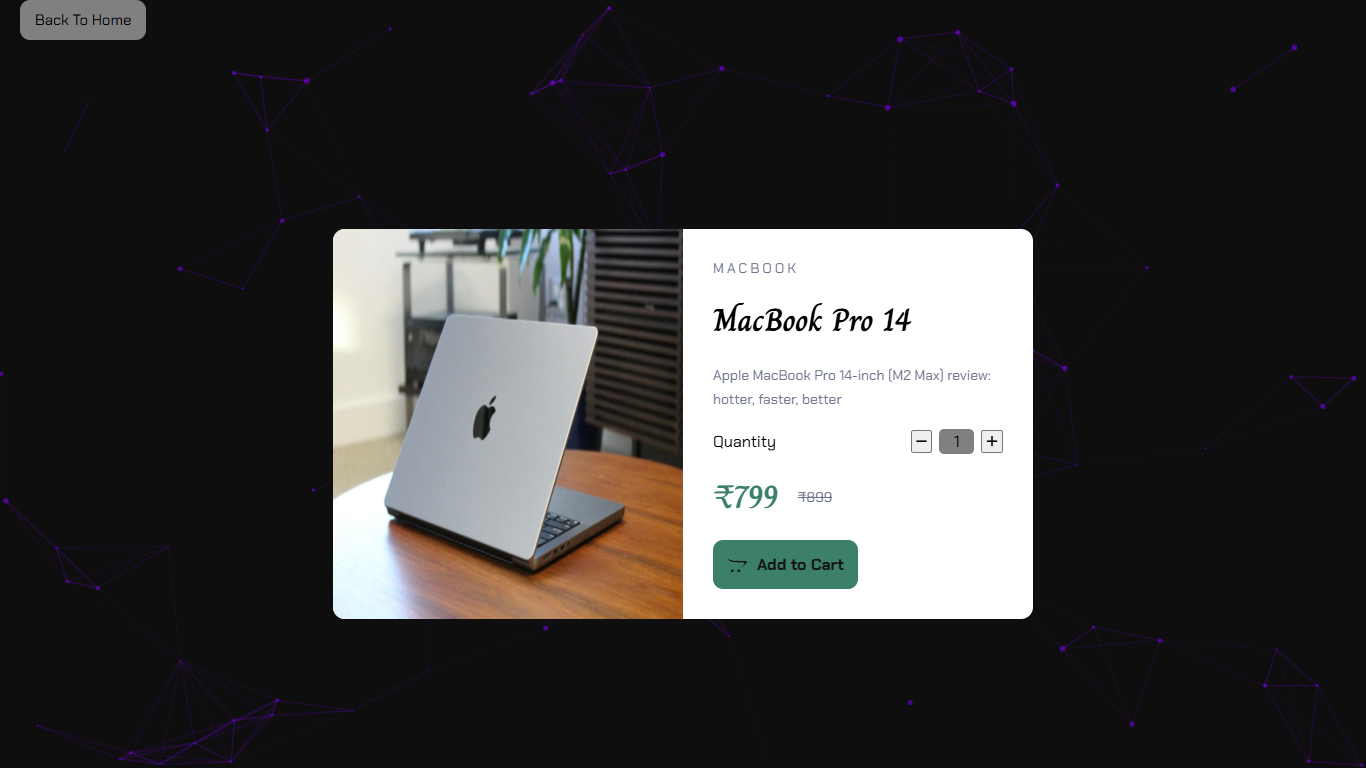 Back To Home
MACBOOK
MacBook Pro 14
Apple MacBook Pro 14-inch (M2 Max) review:
hotter, faster, better
Quantity − 1 +
₹799 ₹899
Add to Cart